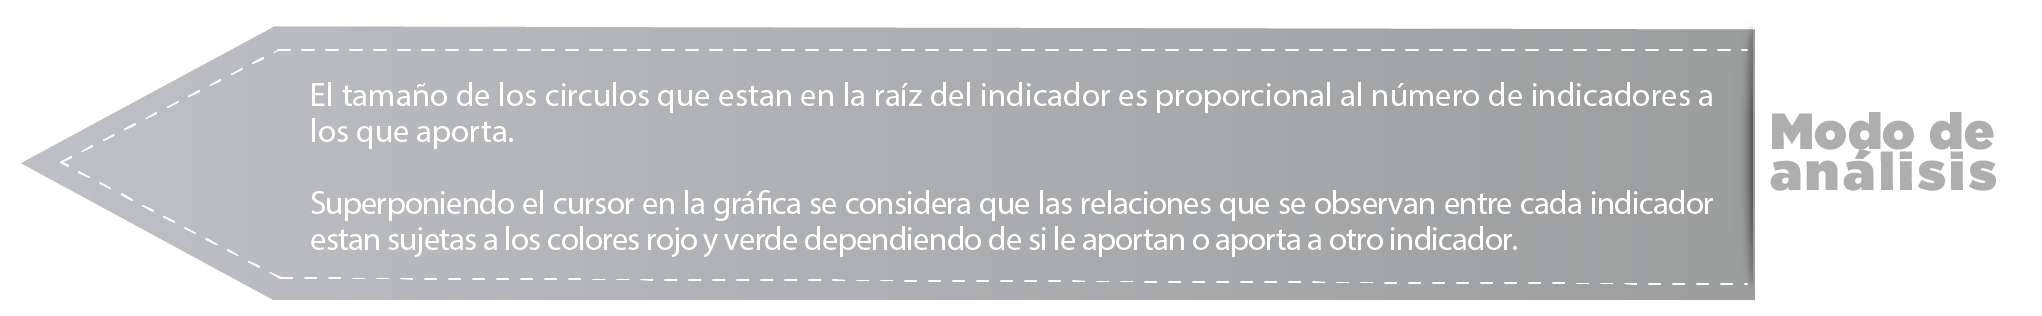 El tamaño de los circulos que estan en la raíz del indicador es proporcional al número de indicadores a
los que aporta.
Superponiendo el cursor en la gráfica se considera que las relaciones que se observan entre cada indicador
estan sujetas a los colores rojo y verde dependiendo de si le aportan o aporta a otro indicador.
Modo de
análisis